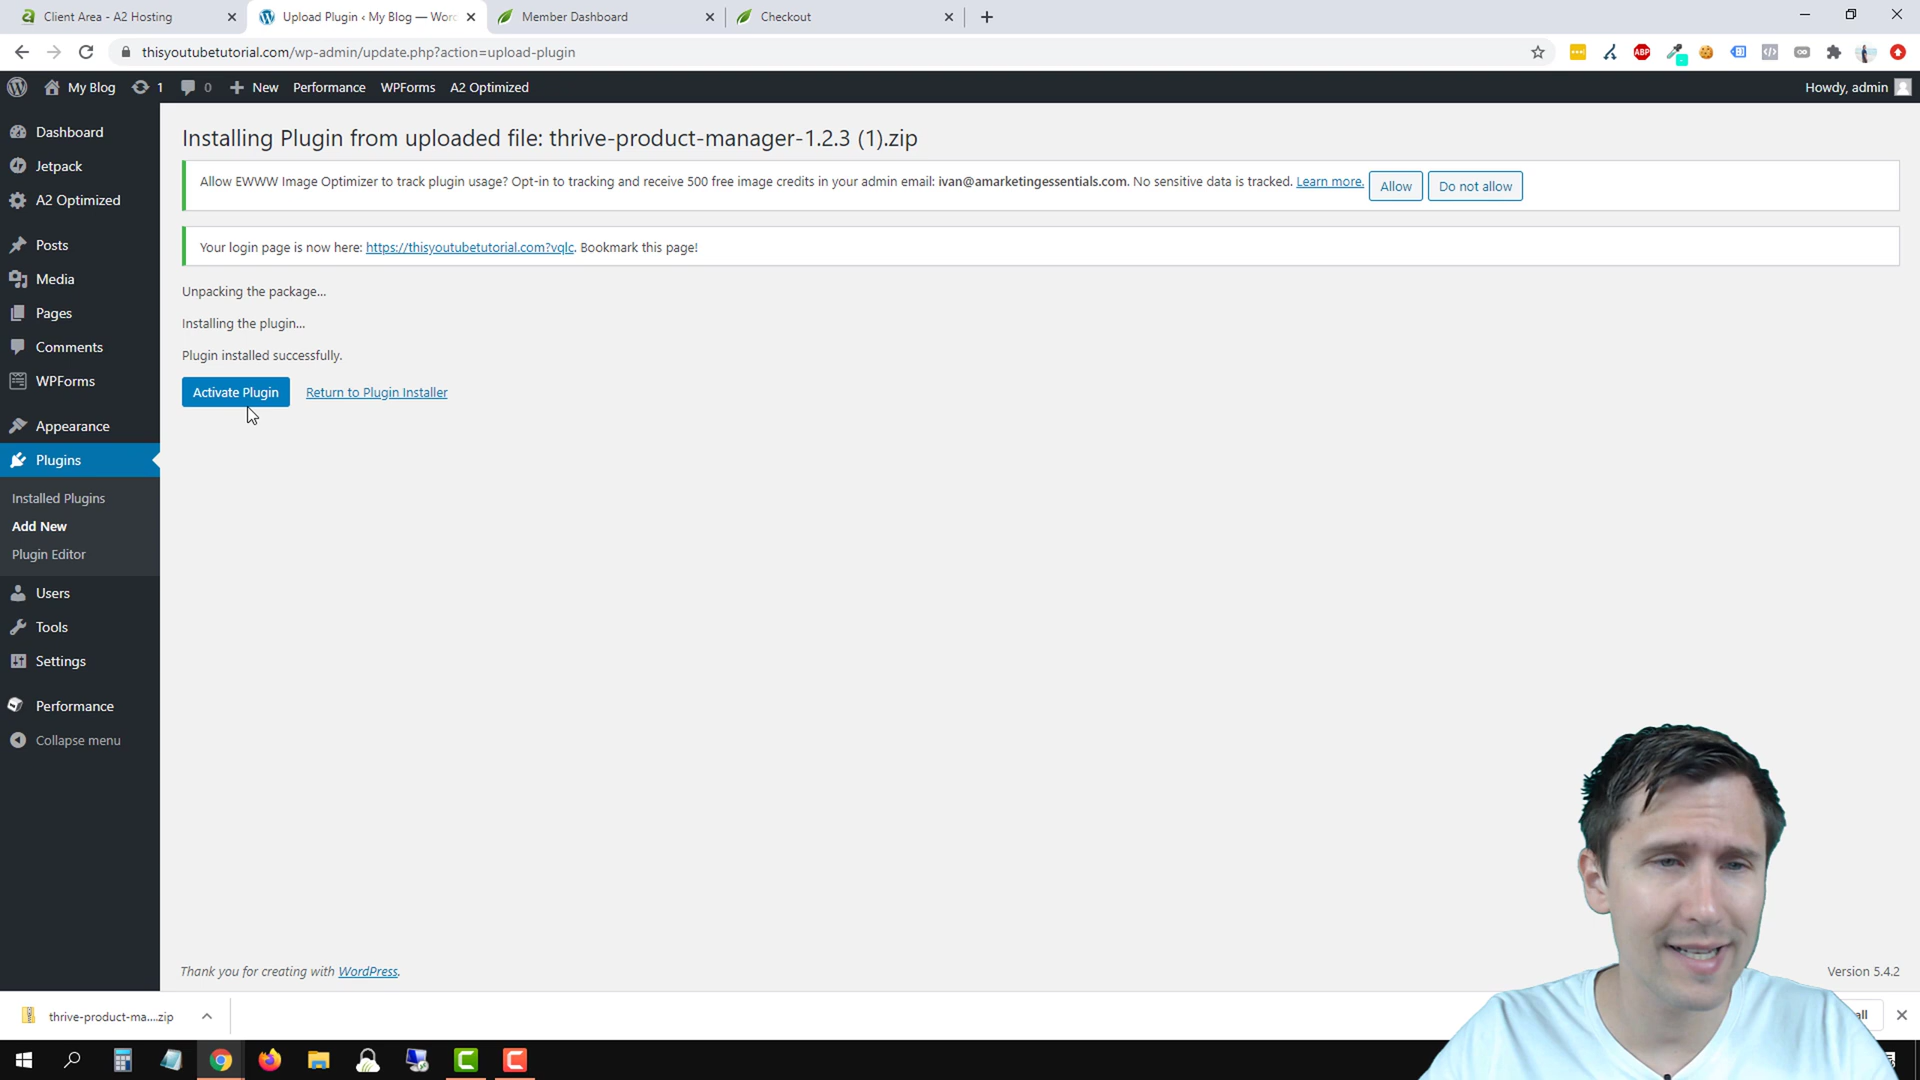 Client Area - A2 Hosting
Upload Plugin ‹ My Blog — Word
Member Dashboard
Checkout
thisyoutubetutorial.com/wp-admin/update.php?action=upload-plugin
ABP
My Blog
1
0
New
Performance
WPForms
A2 Optimized
Howdy, admin
Dashboard
Jetpack
A2 Optimized
Posts
Media
Pages
Comments
WPForms
Appearance
Plugins
Installed Plugins
Add New
Plugin Editor
Users
Tools
Settings
Performance
Collapse menu
Installing Plugin from uploaded file: thrive-product-manager-1.2.3 (1).zip
Allow EWWW Image Optimizer to track plugin usage? Opt-in to tracking and receive 500 free image credits in your admin email: ivan@amarketingessentials.com. No sensitive data is tracked. Learn more. Allow Do not allow
Your login page is now here: https://thisyoutubetutorial.com?vqlc. Bookmark this page!
Unpacking the package...
Installing the plugin...
Plugin installed successfully.
Activate Plugin Return to Plugin Installer
Thank you for creating with WordPress.
Version 5.4.2
thrive-product-ma....zip
all